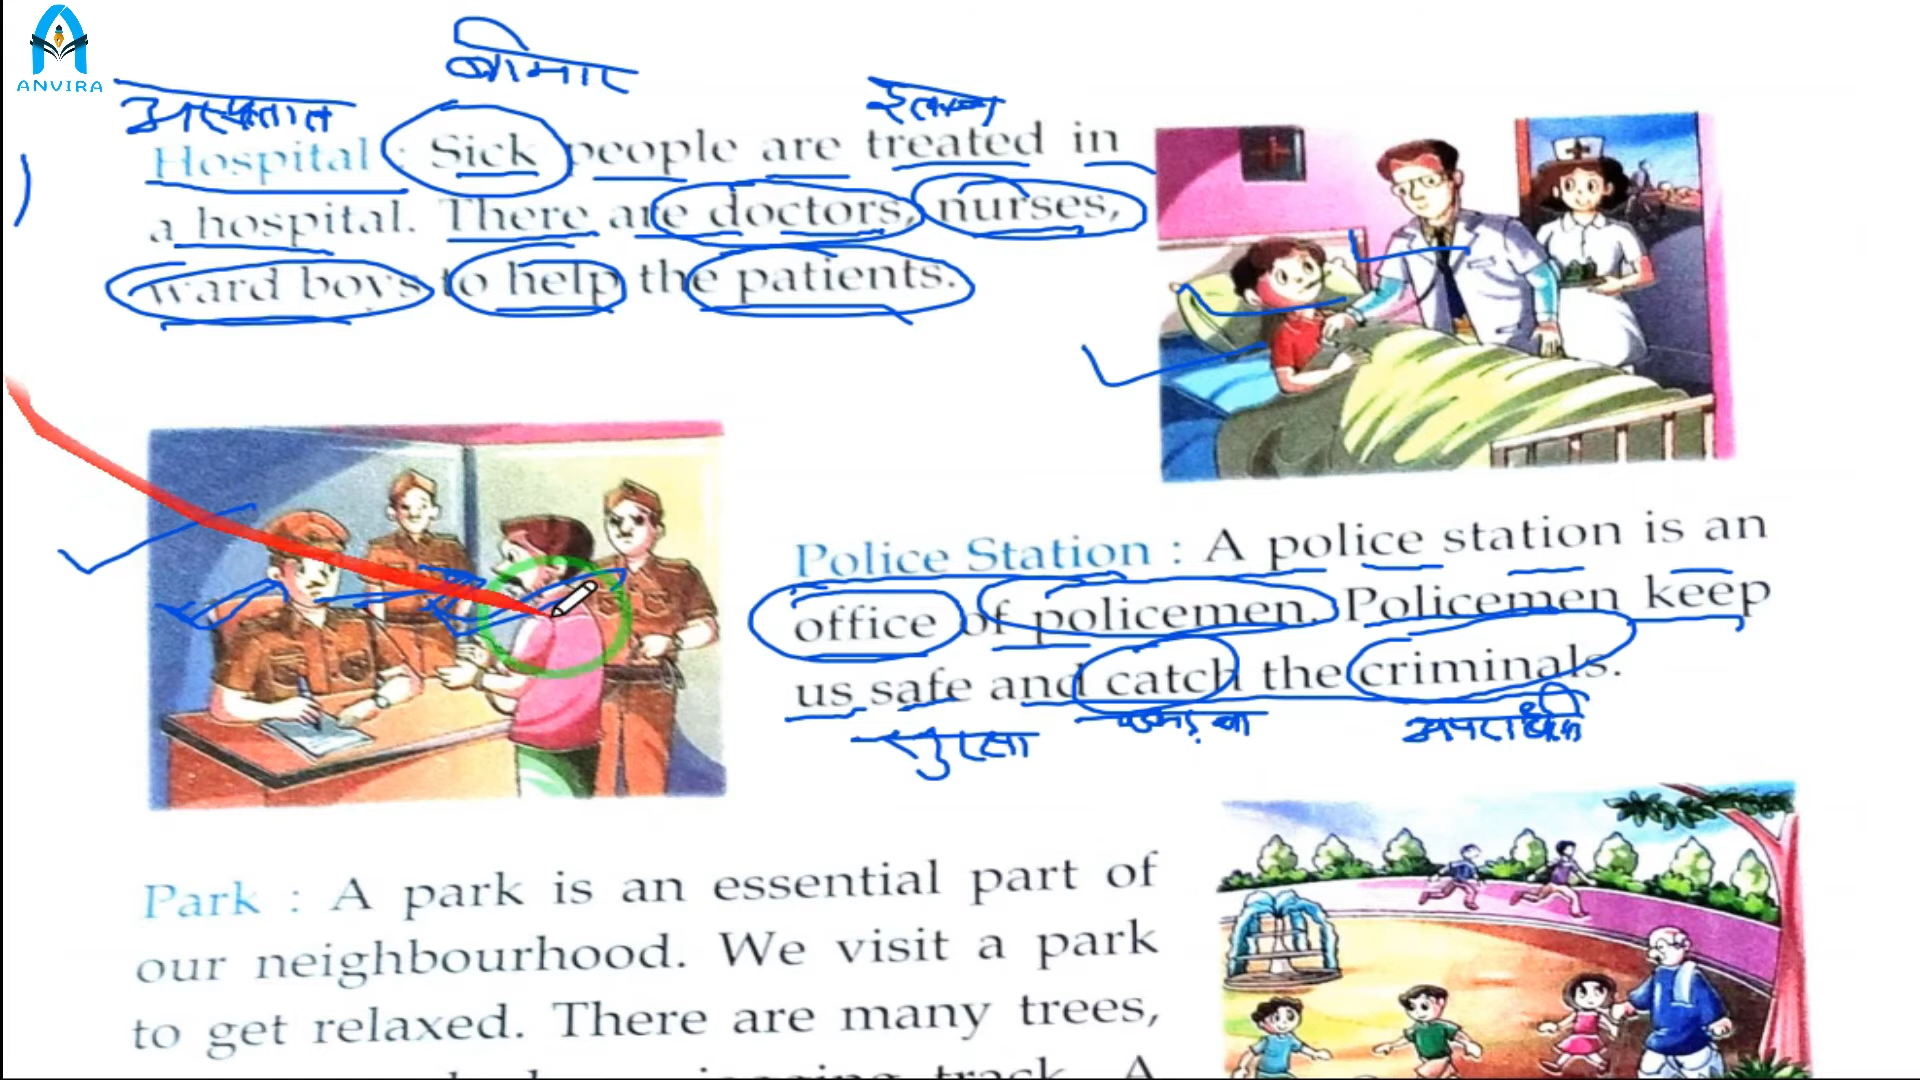 ANVIRA
बीमार
अस्पताल
इलाज
Hospital : Sick people are treated in
a hospital. There are doctors, nurses,
ward boys to help the patients.
Police Station : A police station is an
office of policemen. Policemen keep
us safe and catch the criminals.
सुरक्षा
पकड़ना
अपराधी
Park : A park is an essential part of
our neighbourhood. We visit a park
to get relaxed. There are many trees,
jogging track. A